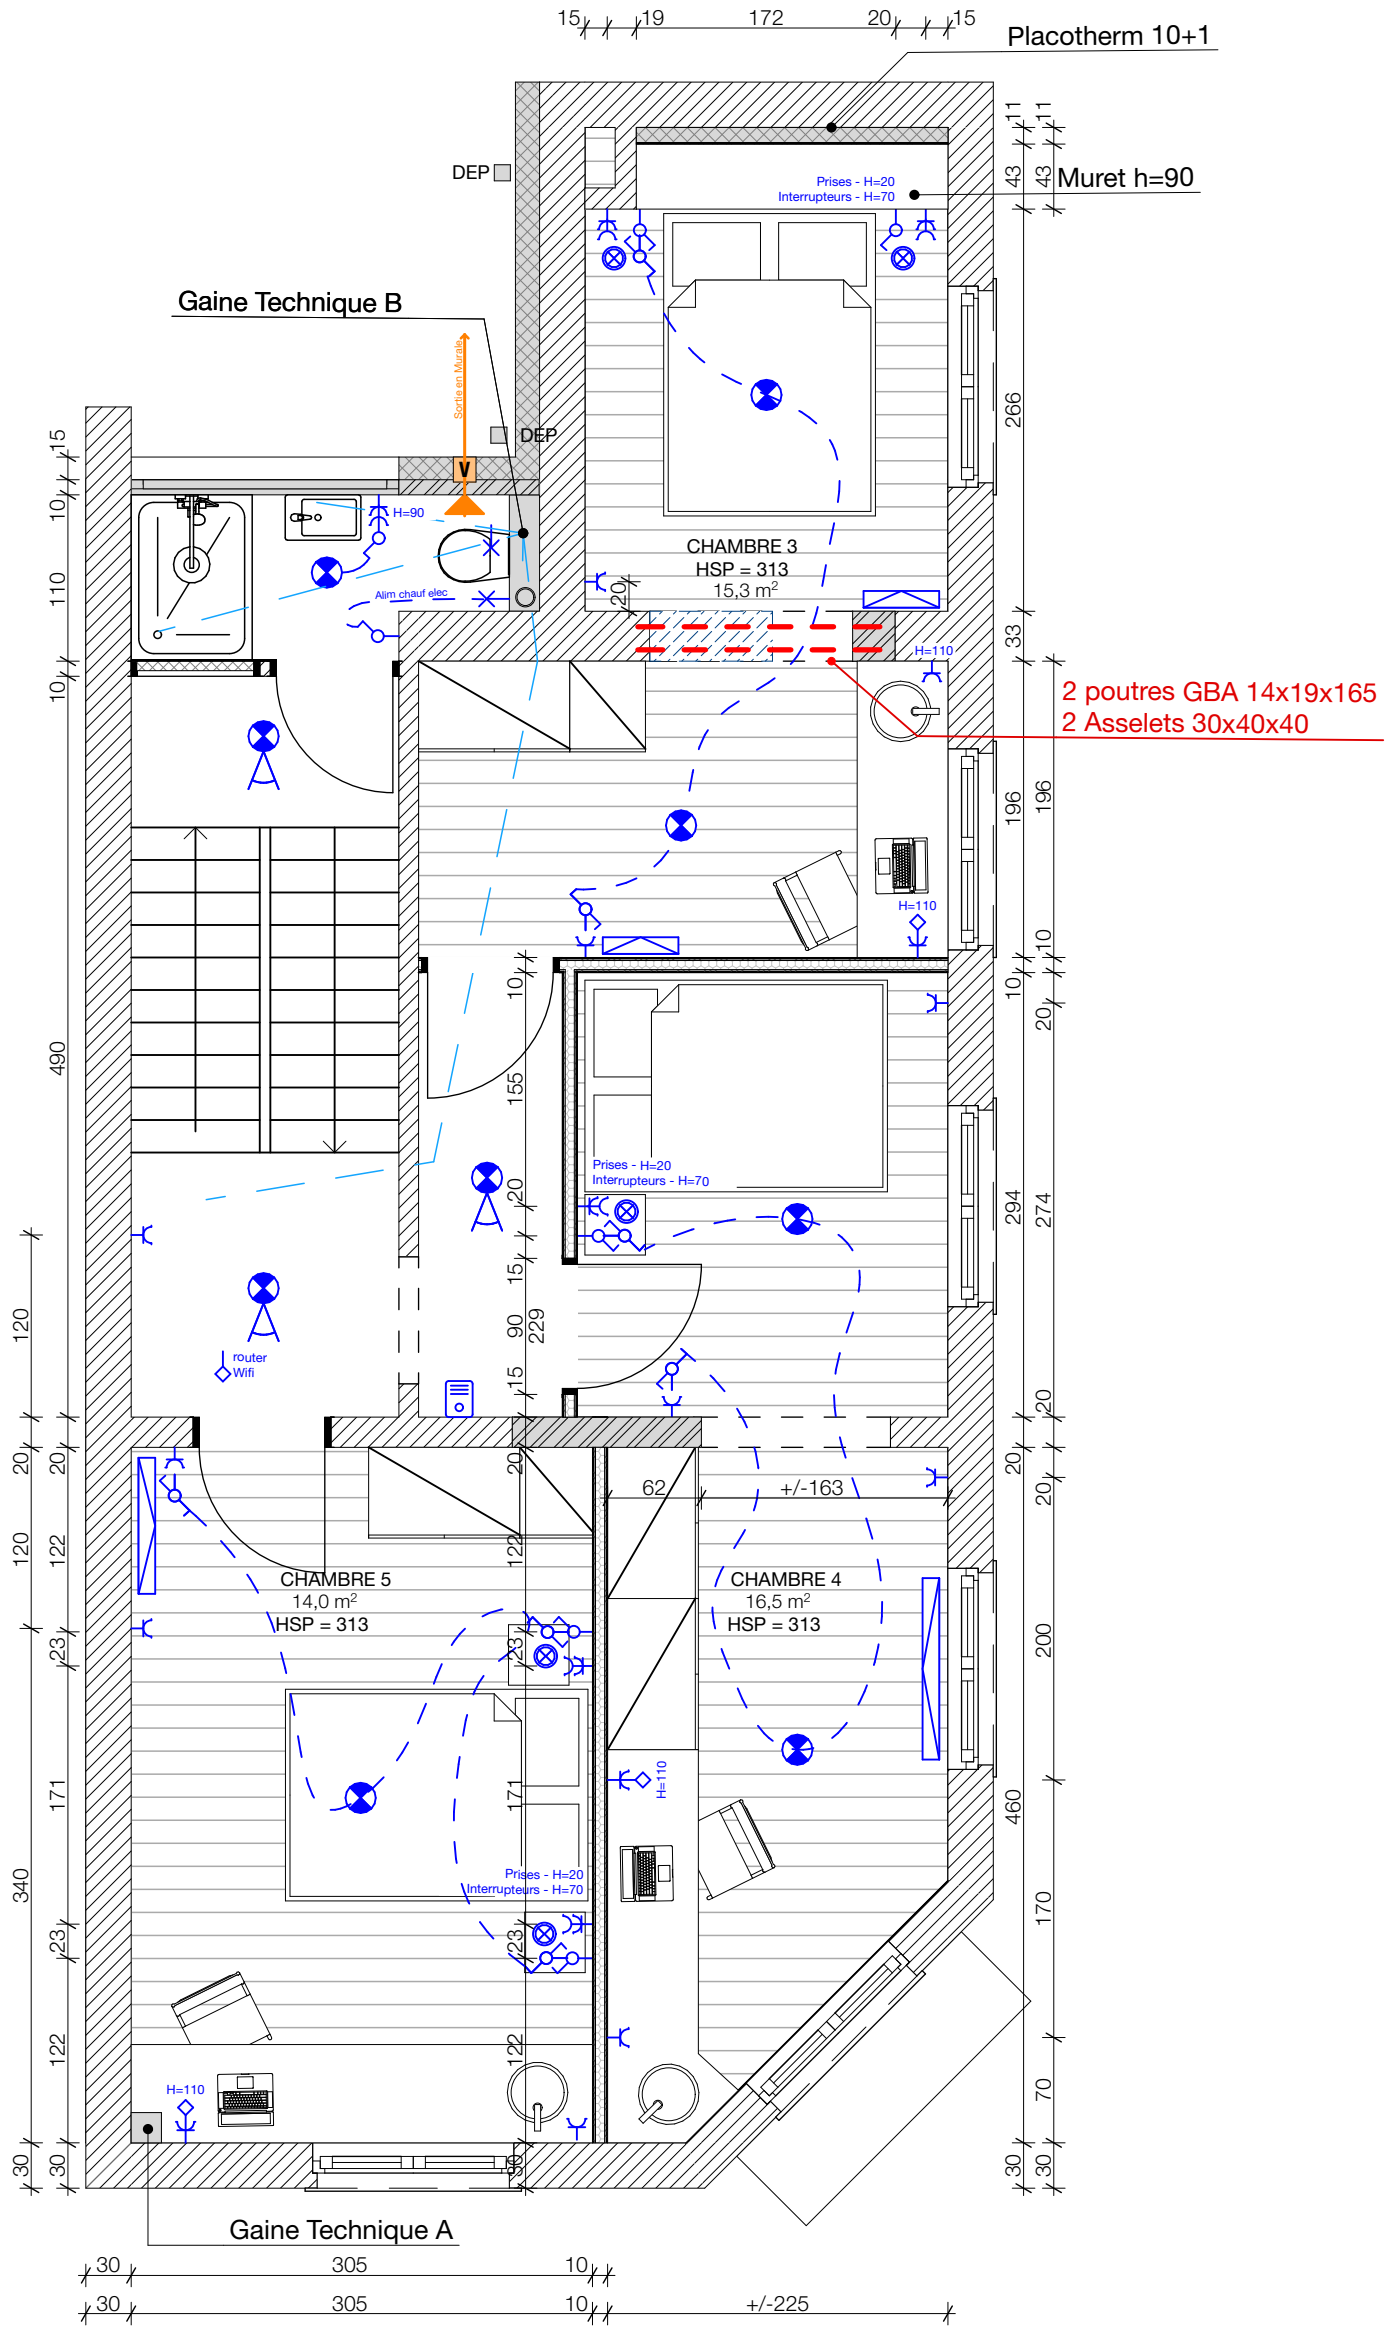 15
19
172
20
15
Placotherm 10+1
11
11
43
43
DEP
Prises - H=20
Interrupteurs - H=70
Muret h=90
Gaine Technique B
Sortie en Murale
266
DEP
V
15
10
H=90
110
Alim chauf elec
CHAMBRE 3
HSP = 313
15,3 m²
20
33
H=110
10
2 poutres GBA 14x19x165
2 Asselets 30x40x40
196
196
H=110
10
10
10
20
490
155
Prises - H=20
Interrupteurs - H=70
20
294
274
15
120
90
229
router
Wifi
15
20
20
20
20
20
20
62
+/-163
120
122
122
CHAMBRE 5
14,0 m²
HSP = 313
CHAMBRE 4
16,5 m²
HSP = 313
23
23
200
171
171
H=110
460
340
Prises - H=20
Interrupteurs - H=70
170
23
23
122
122
H=110
70
30
30
30
30
30
Gaine Technique A
30
305
10
30
305
10
+/-225